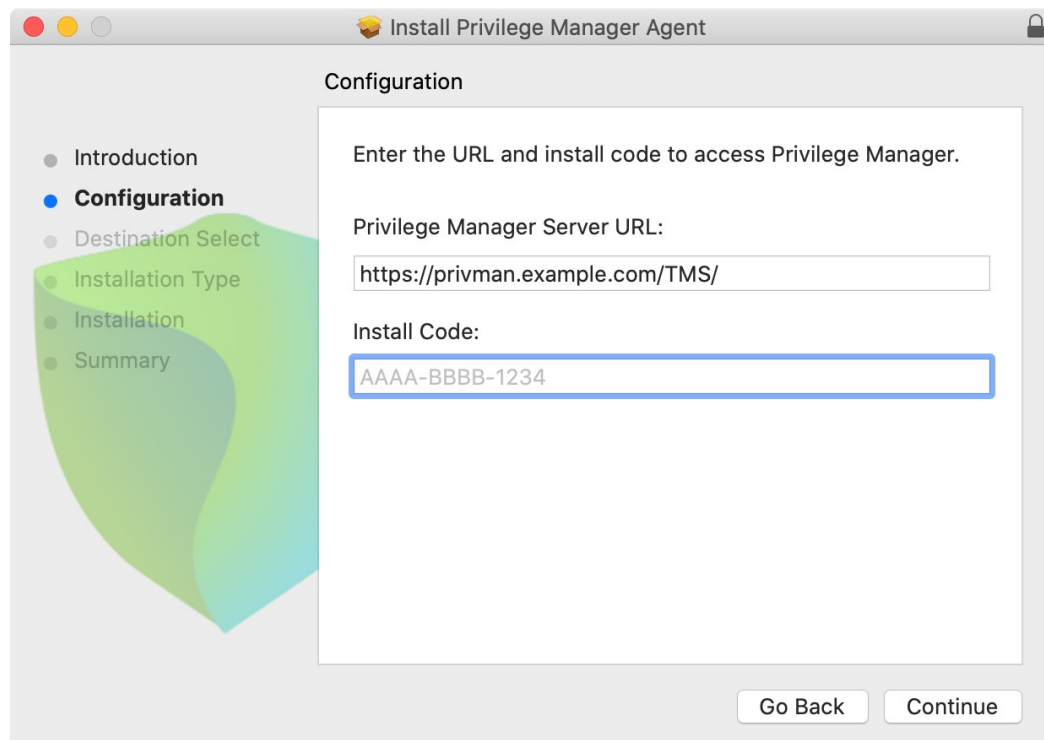 Install Privilege Manager Agent
Configuration
Introduction
Configuration
Destination Select
Installation Type
Installation
Summary
Enter the URL and install code to access Privilege Manager.
Privilege Manager Server URL:
https://privman.example.com/TMS/
Install Code:
AAAA-BBBB-1234
Go Back
Continue